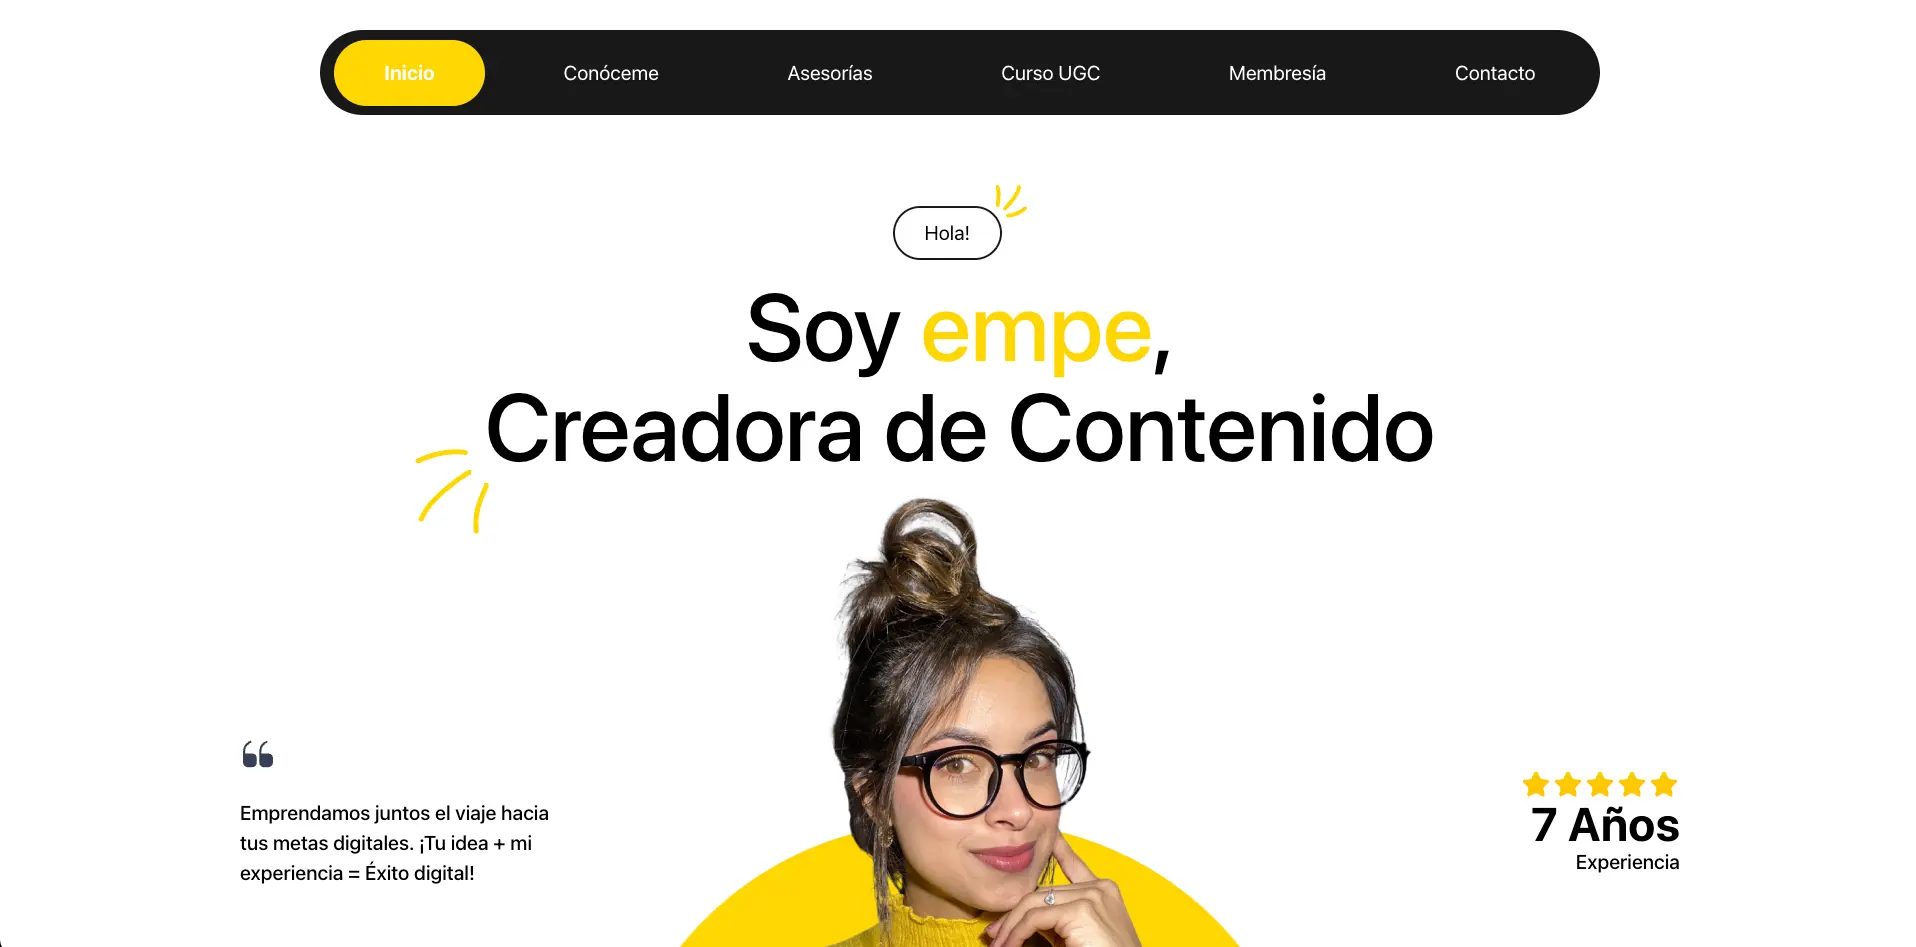 Inicio
Conóceme
Asesorías
Curso UGC
Membresía
Contacto
Hola!
Soy empe,
Creadora de Contenido
Emprendamos juntos el viaje hacia
tus metas digitales. ¡Tu idea + mi
experiencia = Éxito digital!
7 Años
Experiencia